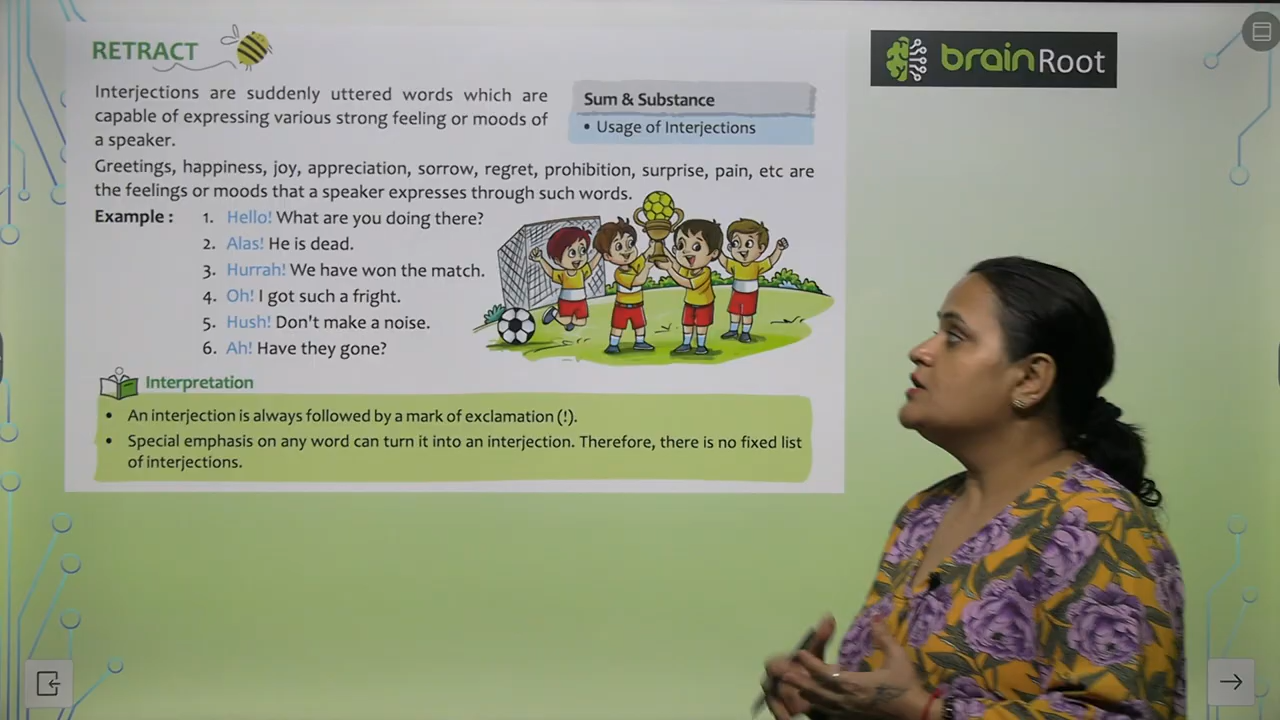 RETRACT
brainRoot
Interjections are suddenly uttered words which are
capable of expressing various strong feeling or moods of
a speaker.
Sum & Substance
• Usage of Interjections
Greetings, happiness, joy, appreciation, sorrow, regret, prohibition, surprise, pain, etc are
the feelings or moods that a speaker expresses through such words.
Example : 1. Hello! What are you doing there?
2. Alas! He is dead.
3. Hurrah! We have won the match.
4. Oh! I got such a fright.
5. Hush! Don't make a noise.
6. Ah! Have they gone?
Interpretation
• An interjection is always followed by a mark of exclamation (!).
• Special emphasis on any word can turn it into an interjection. Therefore, there is no fixed list
of interjections.